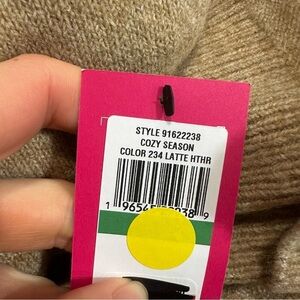 STYLE 91622238
COZY SEASON
COLOR 234 LATTE HTHR